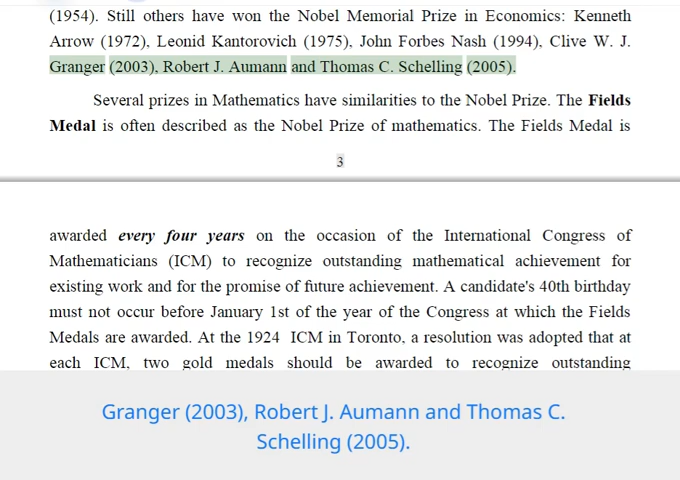 (1954). Still others have won the Nobel Memorial Prize in Economics: Kenneth
Arrow (1972), Leonid Kantorovich (1975), John Forbes Nash (1994), Clive W. J.
Granger (2003), Robert J. Aumann and Thomas C. Schelling (2005).
Several prizes in Mathematics have similarities to the Nobel Prize. The Fields
Medal is often described as the Nobel Prize of mathematics. The Fields Medal is
3
awarded every four years on the occasion of the International Congress of
Mathematicians (ICM) to recognize outstanding mathematical achievement for
existing work and for the promise of future achievement. A candidate's 40th birthday
must not occur before January 1st of the year of the Congress at which the Fields
Medals are awarded. At the 1924 ICM in Toronto, a resolution was adopted that at
each ICM, two gold medals should be awarded to recognize outstanding
Granger (2003), Robert J. Aumann and Thomas C.
Schelling (2005).